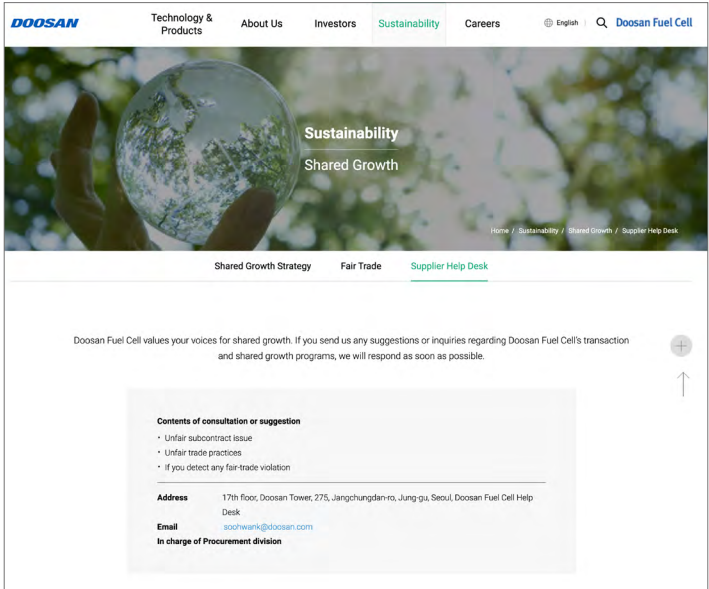 DOOSAN
Technology &
Products
About Us
Investors
Sustainability
Careers
English
Doosan Fuel Cell
Sustainability
Shared Growth
Home / Sustainability / Shared Growth / Supplier Help Desk
Shared Growth Strategy
Fair Trade
Supplier Help Desk
Doosan Fuel Cell values your voices for shared growth. If you send us any suggestions or inquiries regarding Doosan Fuel Cell's transaction
and shared growth programs, we will respond as soon as possible.
Contents of consultation or suggestion
· Unfair subcontract issue
· Unfair trade practices
· If you detect any fair-trade violation
Address 17th floor, Doosan Tower, 275, Jangchungdan-ro, Jung-gu, Seoul, Doosan Fuel Cell Help
Desk
Email soohwank@doosan.com
In charge of Procurement division